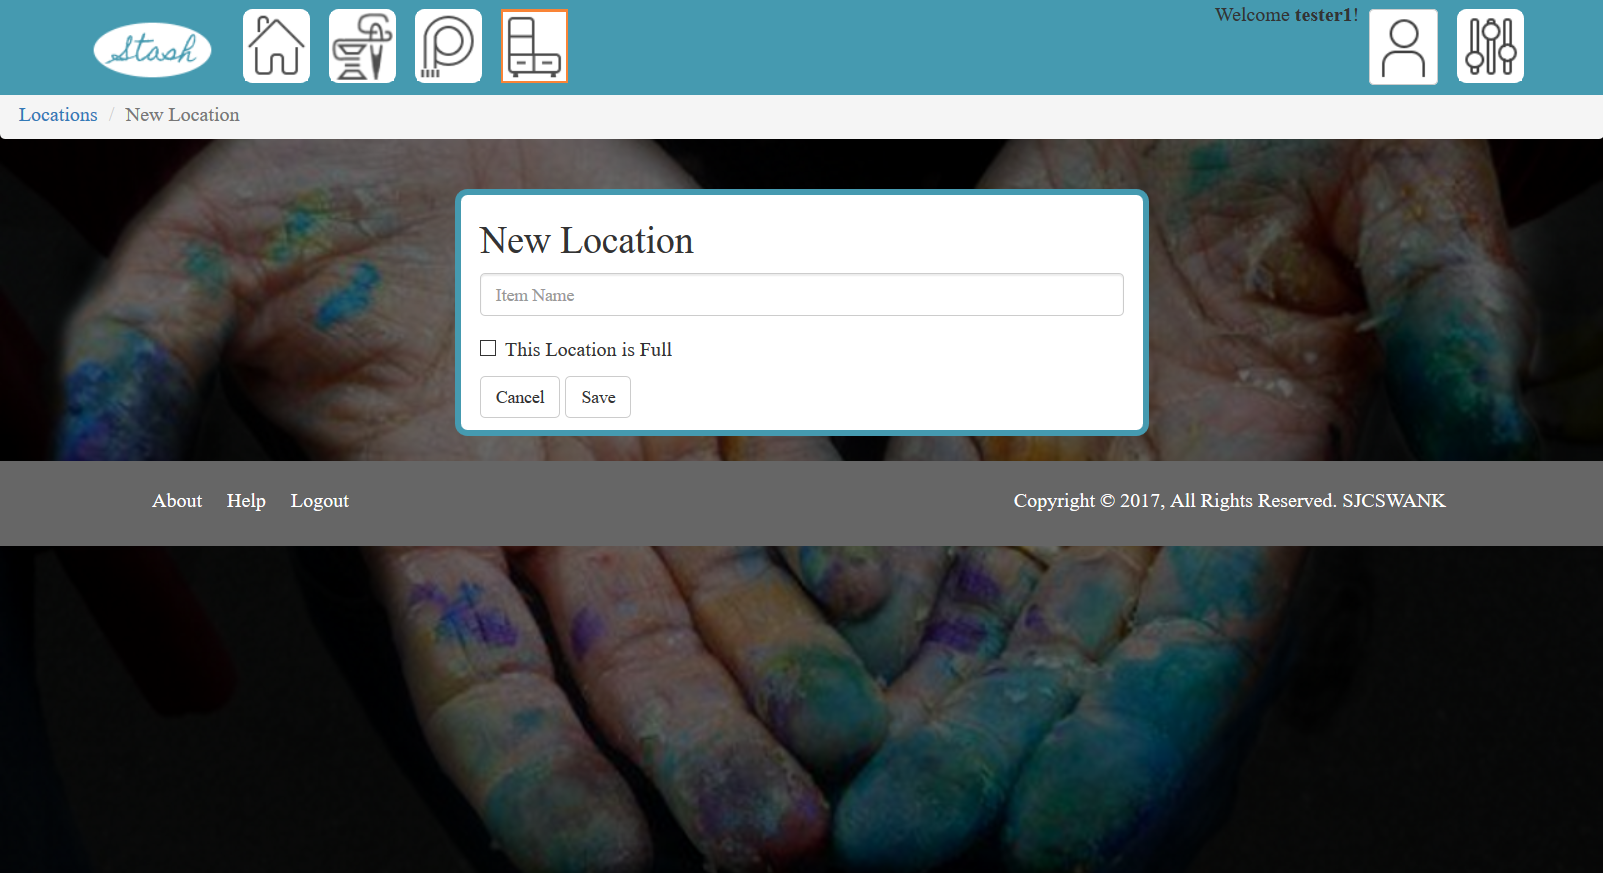 Stash
Welcome tester1!
Locations / New Location
New Location
Item Name
This Location is Full
Cancel Save
About Help Logout
Copyright © 2017, All Rights Reserved. SJCSWANK